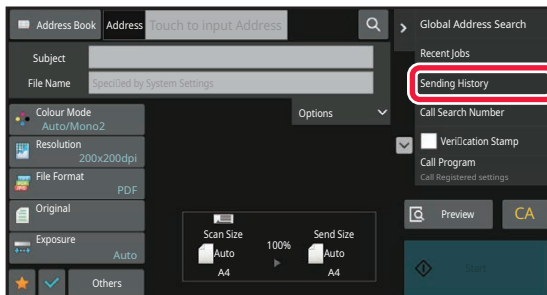 Address Book
Address
Touch to input Address
Global Address Search
Subject
Recent Jobs
File Name
Specified by System Settings
Sending History
Colour Mode
Auto/Mono2
Options
Call Search Number
Resolution
200x200dpi
Verification Stamp
File Format
PDF
Call Program
Call Registered settings
Original
Preview
CA
Scan Size
Auto
A4
100%
Send Size
Auto
A4
Exposure
Auto
Start
Others